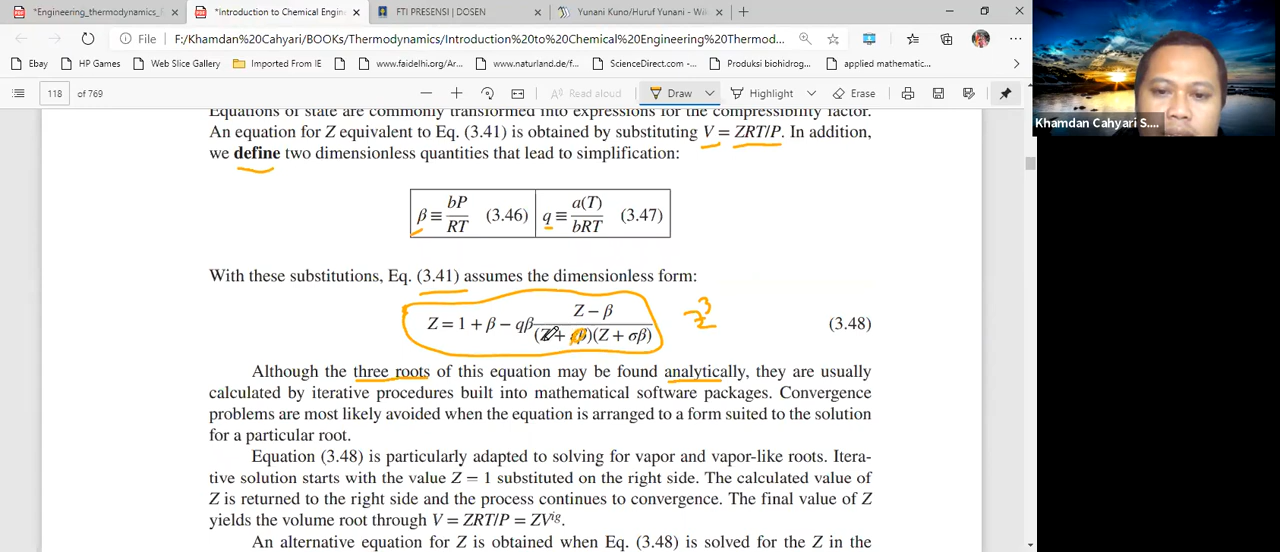 *Engineering_thermodynamics_
*Introduction to Chemical Engin
FTI PRESENSI | DOSEN
Yunani Kuno/Huruf Yunani - Wik
File
F:/Khamdan%20Cahyari/BOOKs/Thermodynamics/Introduction%20to%20Chemical%20Engineering%20Thermod...
Ebay
HP Games
Web Slice Gallery
Imported From IE
www.faidelh.org/Ar...
www.naturland.de/f...
ScienceDirect.com -...
Produksi biohidrog...
applied mathematic...
118 of 769
Read aloud
Draw
Highlight
Erase
Khamdan Cahyari S....
Equations of state are commonly transformed into expressions for the compressibility factor.
An equation for Z equivalent to Eq. (3.41) is obtained by substituting V = ZRT/P. In addition,
we define two dimensionless quantities that lead to simplification:
β ≡ bP/RT (3.46) q ≡ a(T)/bRT (3.47)
With these substitutions, Eq. (3.41) assumes the dimensionless form:
Z = 1 + β − qβ (Z − β)/(Z + β)(Z + σβ) (3.48)
Z³
Although the three roots of this equation may be found analytically, they are usually
calculated by iterative procedures built into mathematical software packages. Convergence
problems are most likely avoided when the equation is arranged to a form suited to the solution
for a particular root.
Equation (3.48) is particularly adapted to solving for vapor and vapor-like roots. Itera-
tive solution starts with the value Z = 1 substituted on the right side. The calculated value of
Z is returned to the right side and the process continues to convergence. The final value of Z
yields the volume root through V = ZRT/P = ZVⁱᵍ.
An alternative equation for Z is obtained when Eq. (3.48) is solved for the Z in the